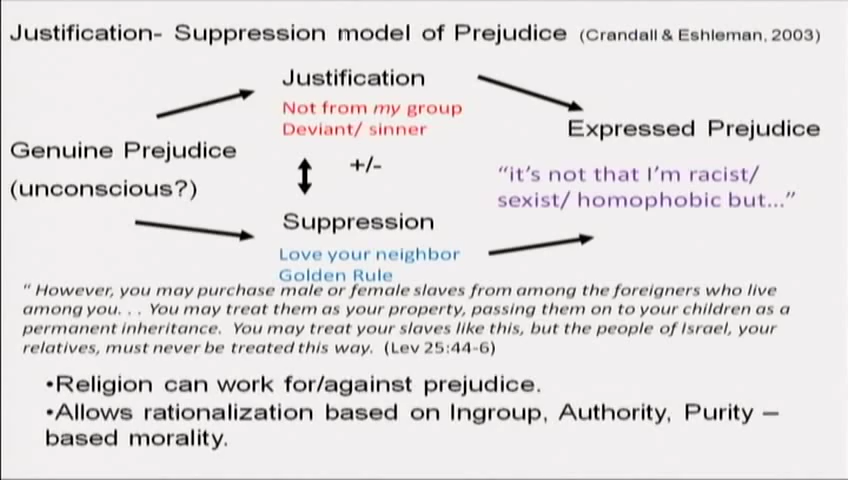 Justification- Suppression model of Prejudice (Crandall & Eshleman, 2003)
Justification
Not from my group
Deviant/ sinner
Expressed Prejudice
Genuine Prejudice
(unconscious?)
+/-
"it's not that I'm racist/
sexist/ homophobic but..."
Suppression
Love your neighbor
Golden Rule
" However, you may purchase male or female slaves from among the foreigners who live
among you. . . You may treat them as your property, passing them on to your children as a
permanent inheritance. You may treat your slaves like this, but the people of Israel, your
relatives, must never be treated this way. (Lev 25:44-6)
•Religion can work for/against prejudice.
•Allows rationalization based on Ingroup, Authority, Purity –
based morality.